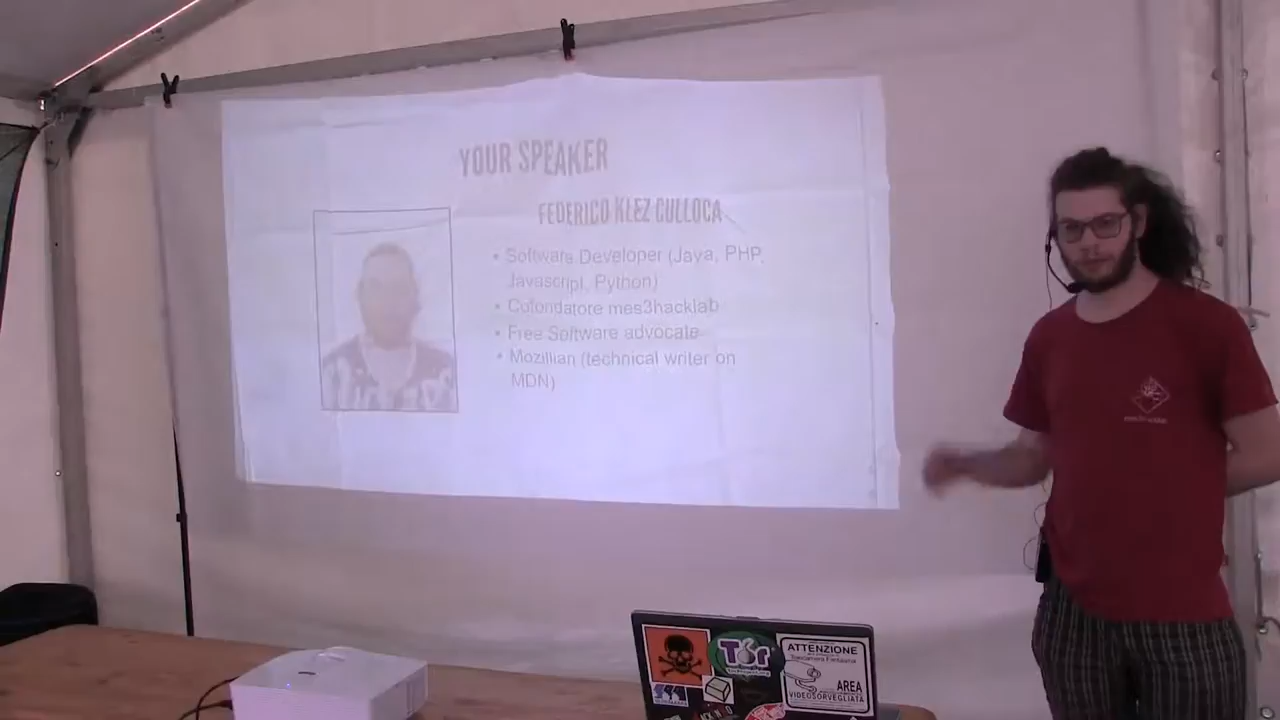 YOUR SPEAKER
FEDERICO KLEZ CULLOCA
• Software Developer (Java, PHP,
Javascript, Python)
• Cofondatore mes3hacklab
• Free Software advocate
• Mozillian (technical writer on
MDN)
Tor
ATTENZIONE
AREA
VIDEOSORVEGLIATA